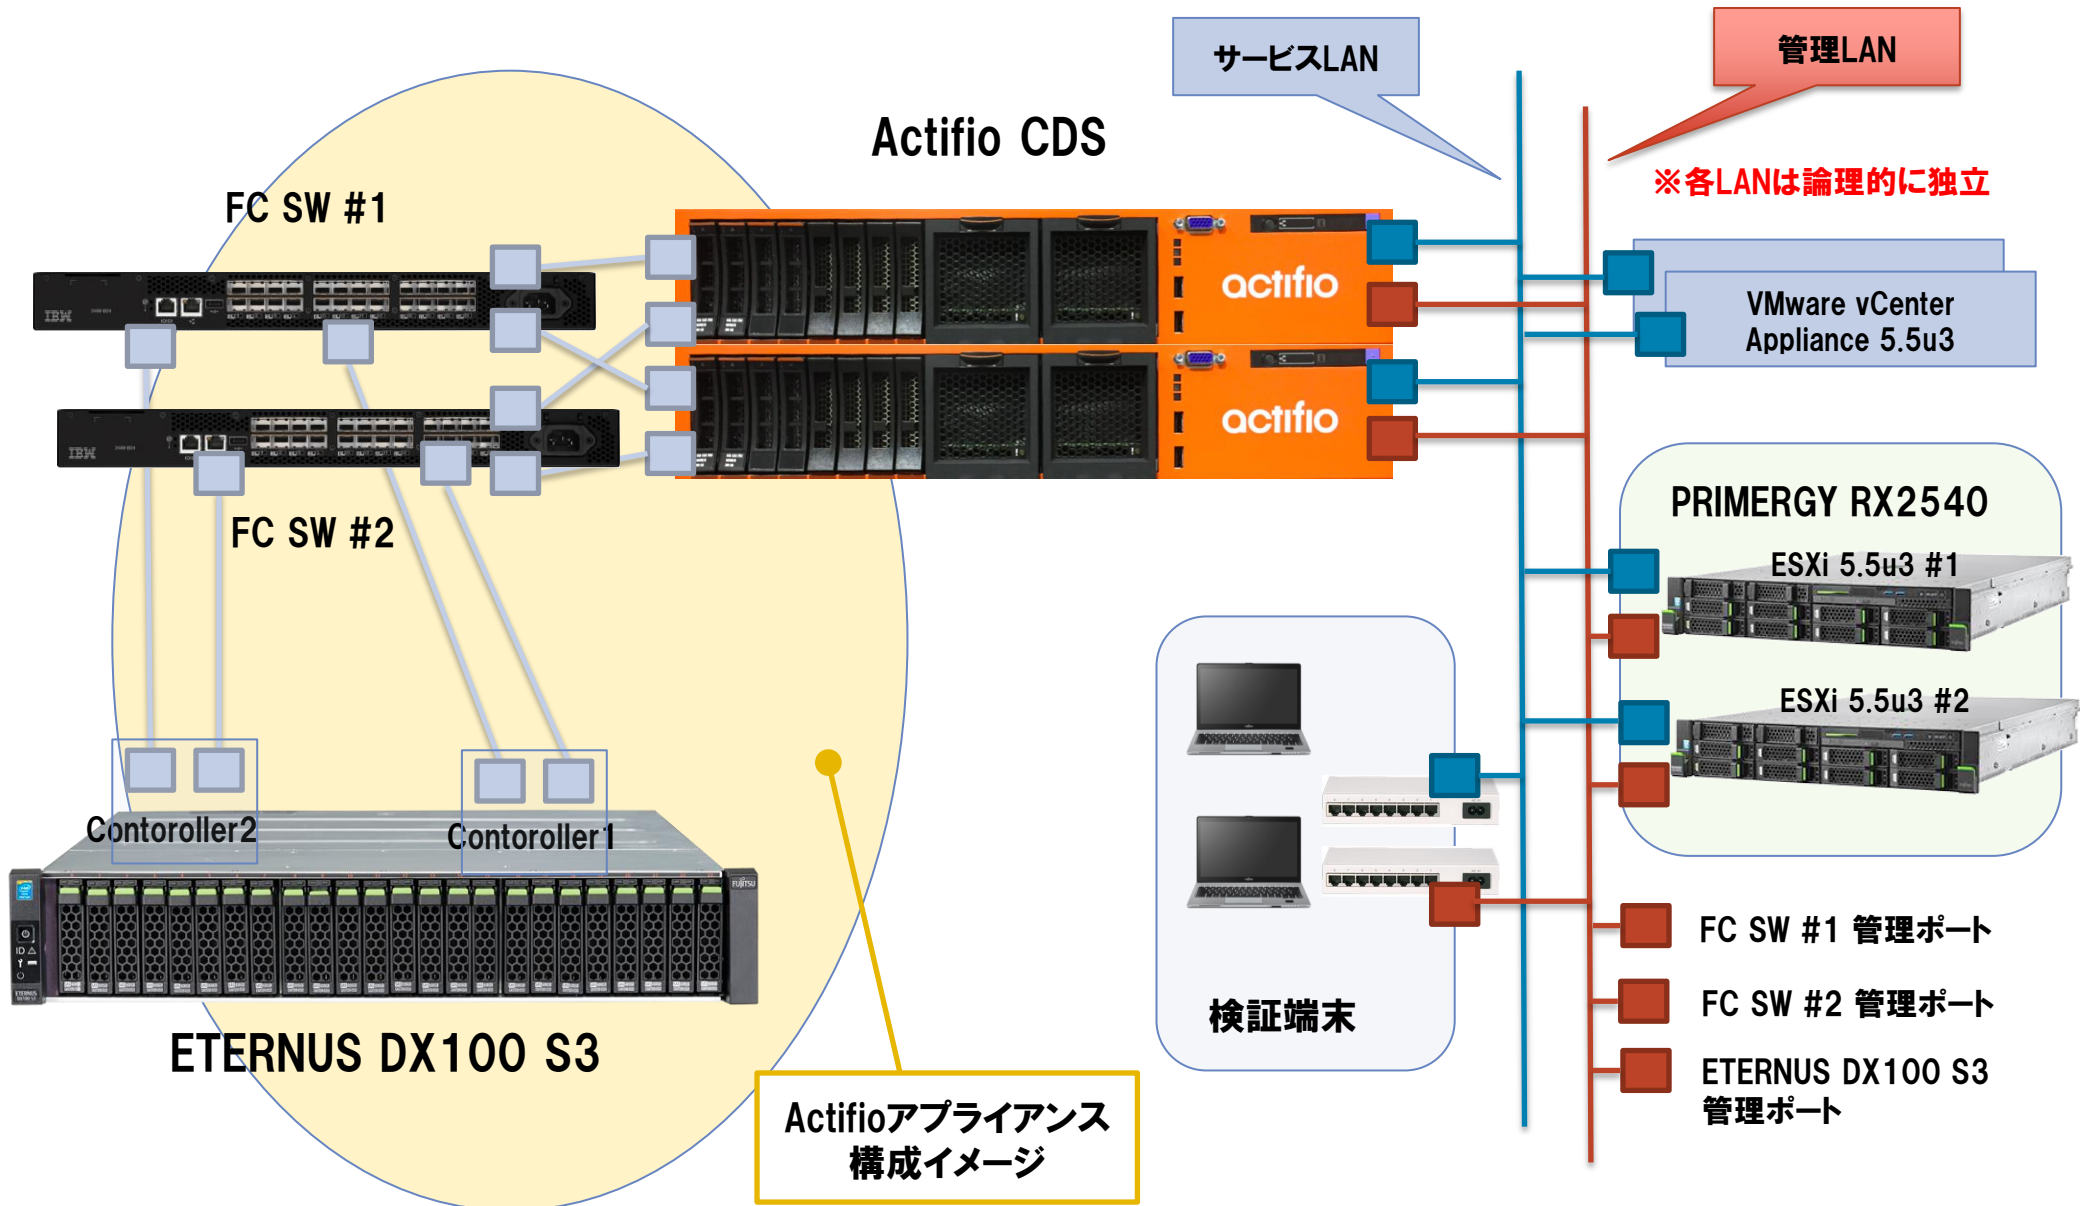 サービスLAN
管理LAN
Actifio CDS
※各LANは論理的に独立
FC SW #1
IBM
actifio
VMware vCenter
Appliance 5.5u3
actifio
IBM
FC SW #2
PRIMERGY RX2540
ESXi 5.5u3 #1
ESXi 5.5u3 #2
Contoroller2
Contoroller1
FUJITSU
ID
ETERNUS
FC SW #1 管理ポート
検証端末
FC SW #2 管理ポート
ETERNUS DX100 S3
ETERNUS DX100 S3
管理ポート
Actifioアプライアンス
構成イメージ